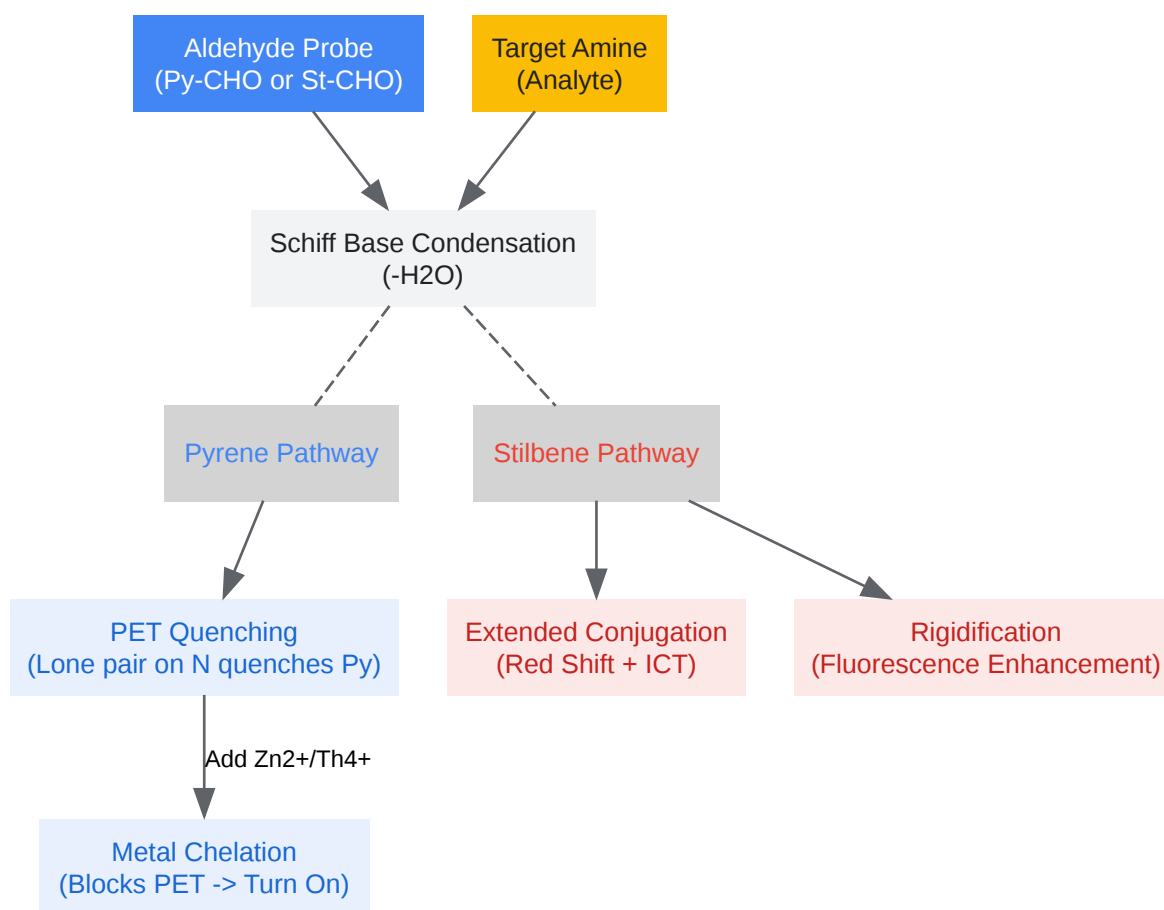 Aldehyde Probe
(Py-CHO or St-CHO)
Target Amine
(Analyte)
Schiff Base Condensation
(-H2O)
Pyrene Pathway
Stilbene Pathway
PET Quenching
(Lone pair on N quenches Py)
Extended Conjugation
(Red Shift + ICT)
Rigidification
(Fluorescence Enhancement)
Add Zn2+/Th4+
Metal Chelation
(Blocks PET -> Turn On)